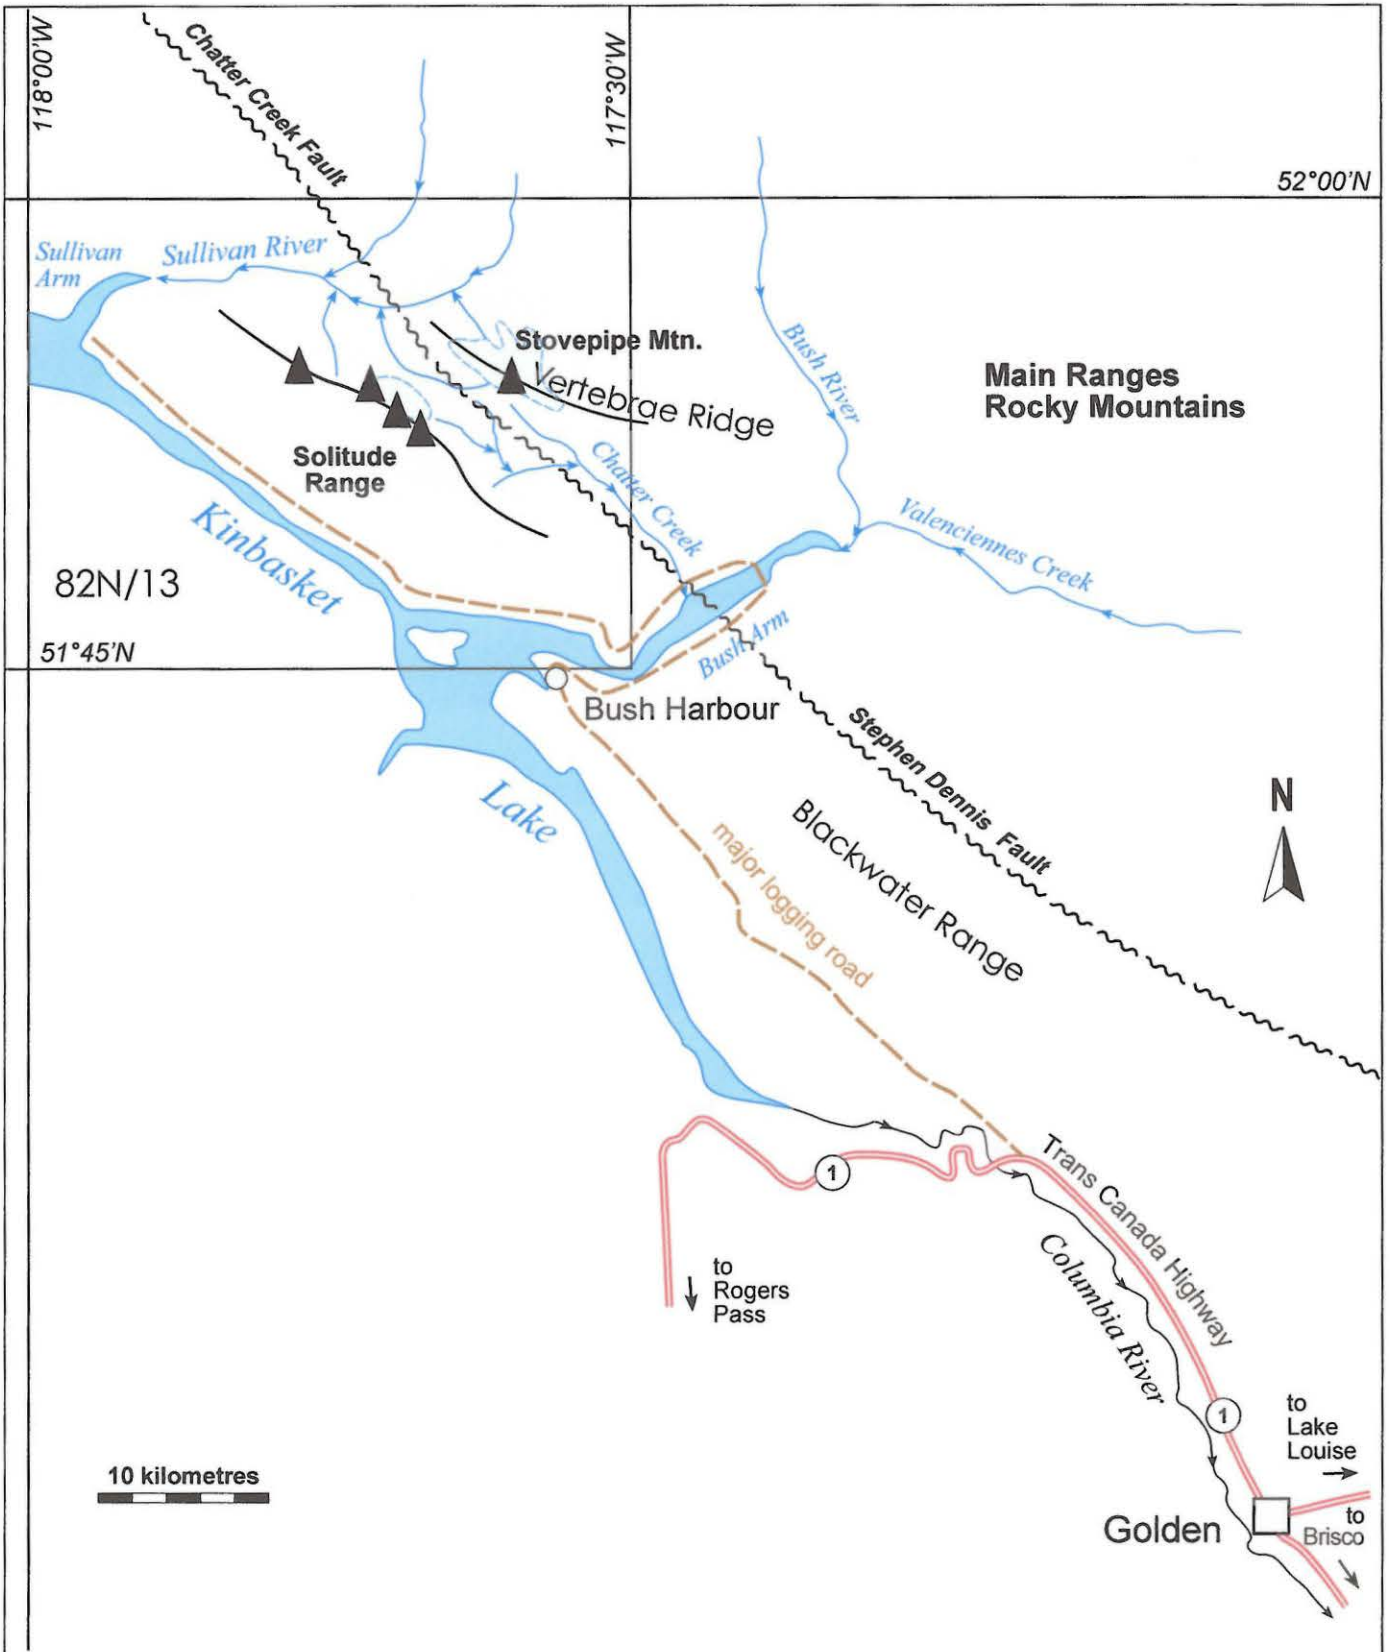 118°00'W
Chatter Creek Fault
117°30'W
52°00'N
Sullivan
Arm
Sullivan River
Stovepipe Mtn.
Vertebrae Ridge
Bush River
Main Ranges
Rocky Mountains
Solitude
Range
Chatter Creek
Valenciennes Creek
Kinbasket
82N/13
51°45'N
Bush Arm
Bush Harbour
Stephen Dennis Fault
N
Lake
Blackwater Range
major logging road
1
Trans Canada Highway
to
Rogers
Pass
Columbia River
1
to
Lake
Louise
10 kilometres
Golden
to
Brisco